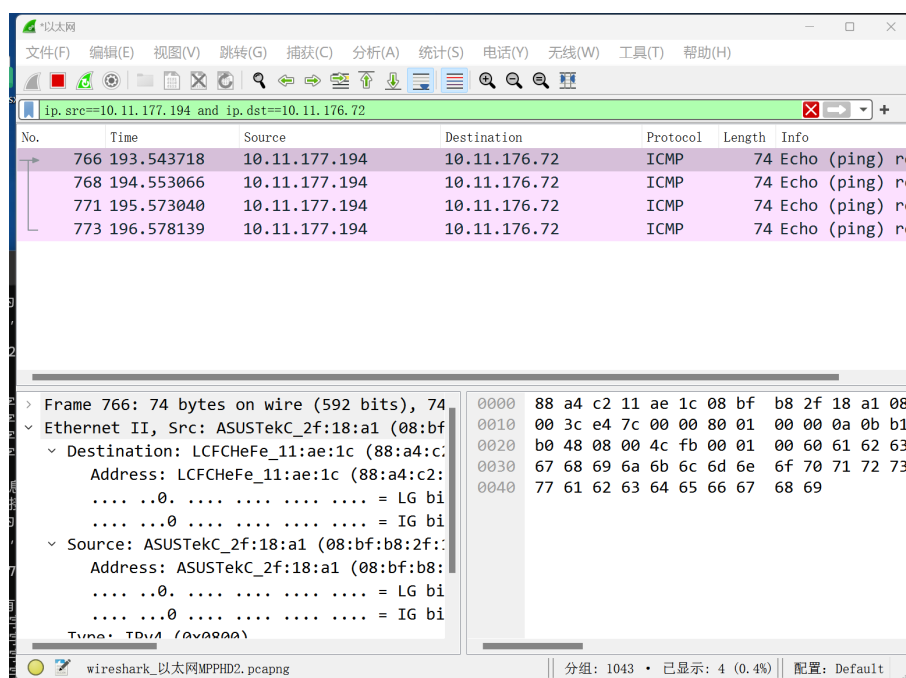 *以太网
文件(F) 编辑(E) 视图(V) 跳转(G) 捕获(C) 分析(A) 统计(S) 电话(Y) 无线(W) 工具(T) 帮助(H)
ip.src==10.11.177.194 and ip.dst==10.11.176.72
No. Time Source Destination Protocol Length Info
766 193.543718 10.11.177.194 10.11.176.72 ICMP 74 Echo (ping) r
768 194.553066 10.11.177.194 10.11.176.72 ICMP 74 Echo (ping) r
771 195.573040 10.11.177.194 10.11.176.72 ICMP 74 Echo (ping) r
773 196.578139 10.11.177.194 10.11.176.72 ICMP 74 Echo (ping) r
Frame 766: 74 bytes on wire (592 bits), 74
Ethernet II, Src: ASUSTekC_2f:18:a1 (08:bf
Destination: LCFCHeFe_11:ae:1c (88:a4:c2:
Address: LCFCHeFe_11:ae:1c (88:a4:c2:
.... ..0. .... .... .... .... = LG bi
.... ...0 .... .... .... .... = IG bi
Source: ASUSTekC_2f:18:a1 (08:bf:b8:2f:1
Address: ASUSTekC_2f:18:a1 (08:bf:b8:
.... ..0. .... .... .... .... = LG bi
.... ...0 .... .... .... .... = IG bi
Type: IPv4 (0x0800)
0000 88 a4 c2 11 ae 1c 08 bf b8 2f 18 a1 08
0010 00 3c e4 7c 00 00 80 01 00 00 0a 0b b1
0020 b0 48 08 00 4c fb 00 01 00 60 61 62 63
0030 67 68 69 6a 6b 6c 6d 6e 6f 70 71 72 73
0040 77 61 62 63 64 65 66 67 68 69
wireshark_以太网MPPHD2.pcapng 分组: 1043 · 已显示: 4 (0.4%) 配置: Default